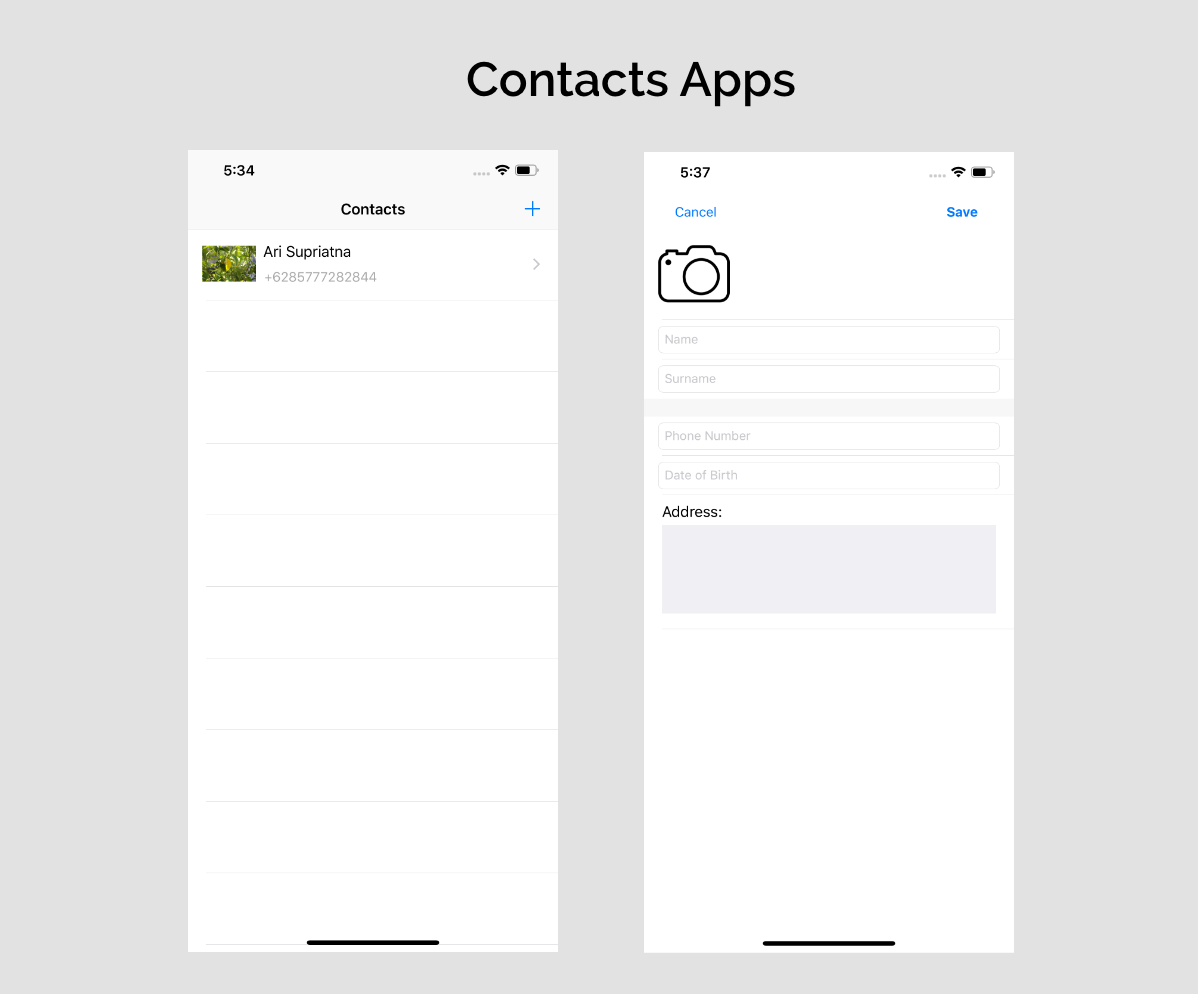 Contacts Apps
5:34
Contacts
Ari Supriatna
+6285777282844
5:37
Cancel Save
Name
Surname
Phone Number
Date of Birth
Address: